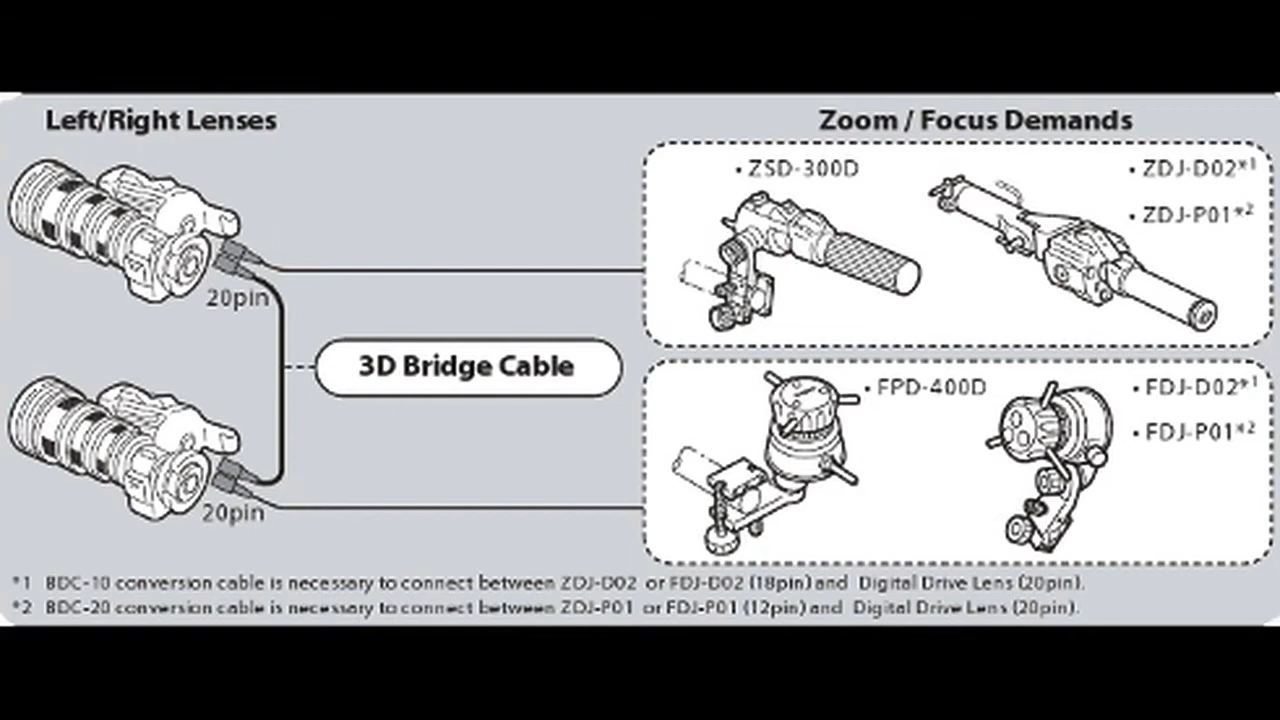 Left/Right Lenses
Zoom / Focus Demands
• ZSD-300D
• ZDJ-D02*1
• ZDJ-P01*2
20pin
3D Bridge Cable
• FPD-400D
• FDJ-D02*1
• FDJ-P01*2
20pin
*1 BDC-10 conversion cable is necessary to connect between ZDJ-D02 or FDJ-D02 (18pin) and Digital Drive Lens (20pin).
*2 BDC-20 conversion cable is necessary to connect between ZDJ-P01 or FDJ-P01 (12pin) and Digital Drive Lens (20pin).